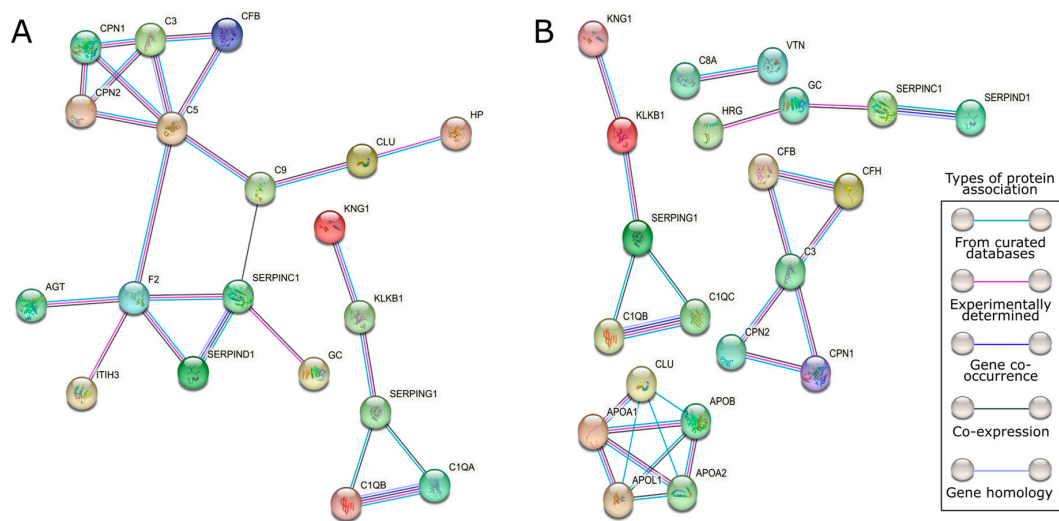 A
CPN1
C3
CFB
CPN2
C5
C9
CLU
HP
KNG1
AGT
F2
SERPINC1
KLKB1
ITIH3
SERPIND1
GC
SERPING1
C1QB
C1QA
B
KNG1
C8A
VTN
KLKB1
HRG
GC
SERPINC1
SERPIND1
CFB
CFH
SERPING1
C3
C1QB
C1QC
CPN2
CPN1
CLU
APOA1
APOB
APOL1
APOA2
Types of protein
association
From curated
databases
Experimentally
determined
Gene co-
occurrence
Co-expression
Gene homology